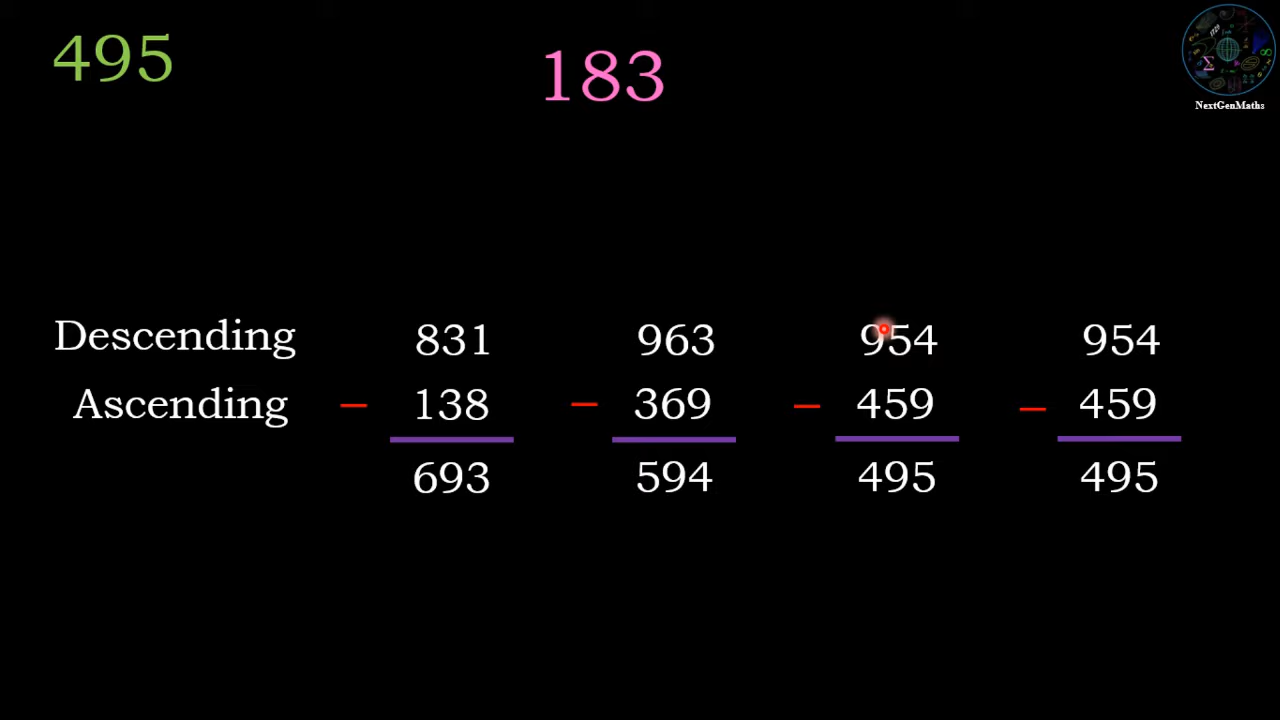 495
183
NextGenMaths
Descending 831 963 954 954
Ascending − 138 − 369 − 459 − 459
693 594 495 495